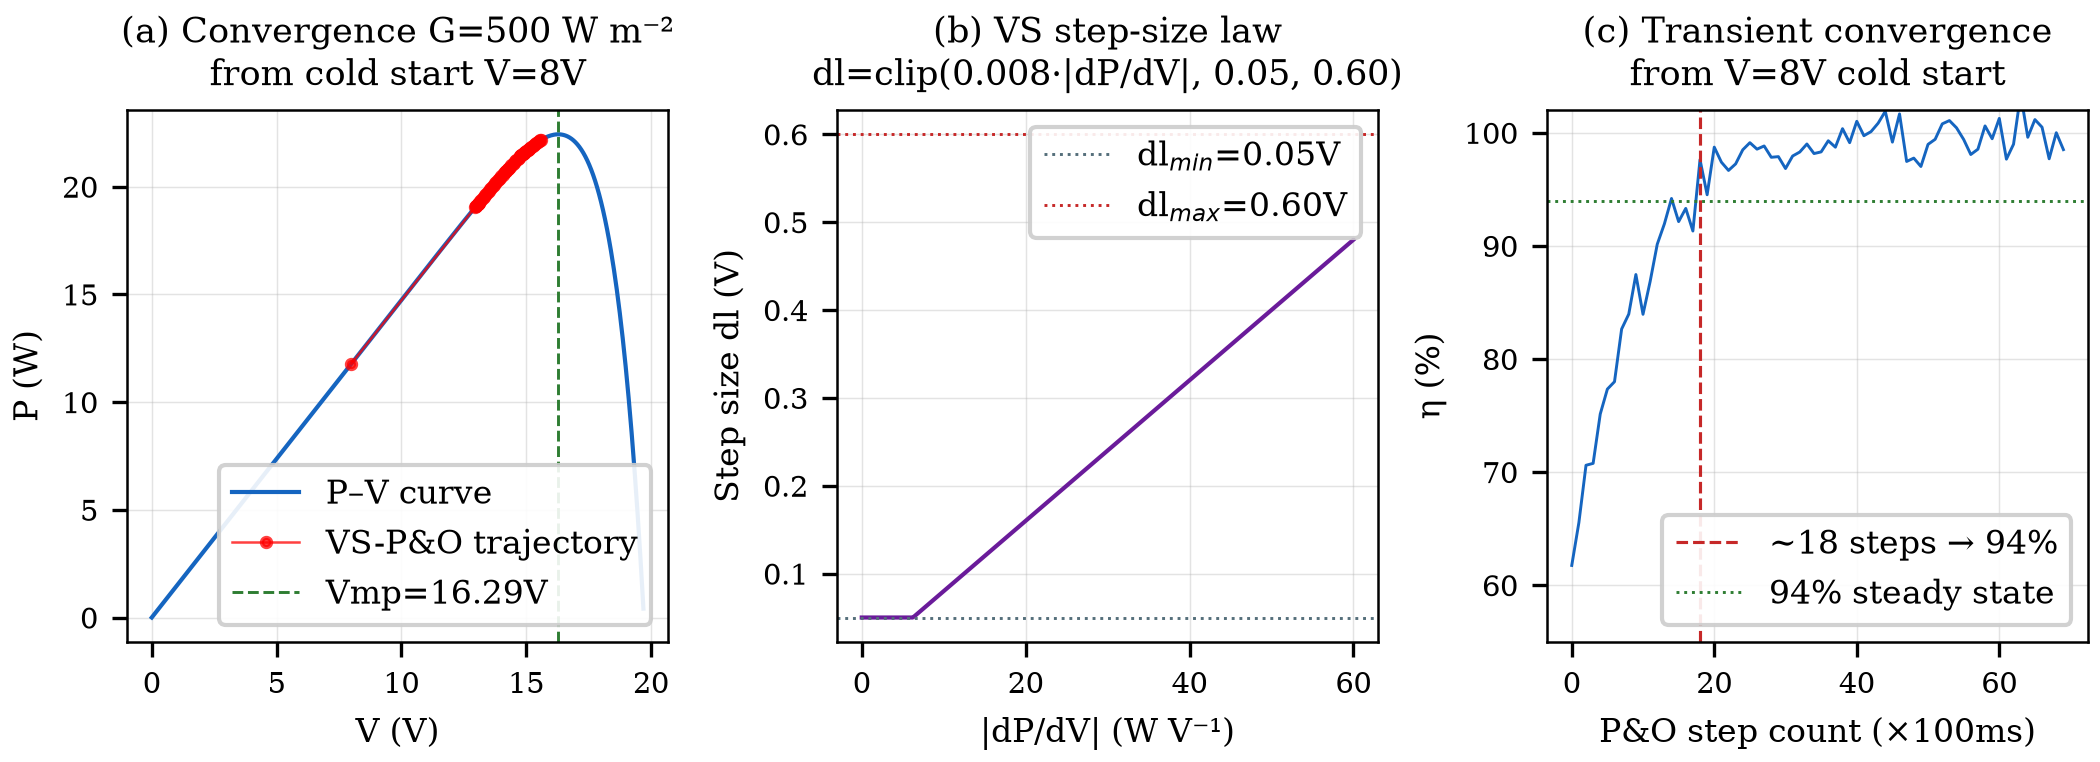 (a) Convergence G=500 W m⁻²
from cold start V=8V
P (W)
20
15
10
5
0
P–V curve
VS-P&O trajectory
Vmp=16.29V
0 5 10 15 20
V (V)
(b) VS step-size law
dl=clip(0.008·|dP/dV|, 0.05, 0.60)
Step size dl (V)
0.6
0.5
0.4
0.3
0.2
0.1
dl_min=0.05V
dl_max=0.60V
0 20 40 60
|dP/dV| (W V⁻¹)
(c) Transient convergence
from V=8V cold start
η (%)
100
90
80
70
60
~18 steps → 94%
94% steady state
0 20 40 60
P&O step count (×100ms)